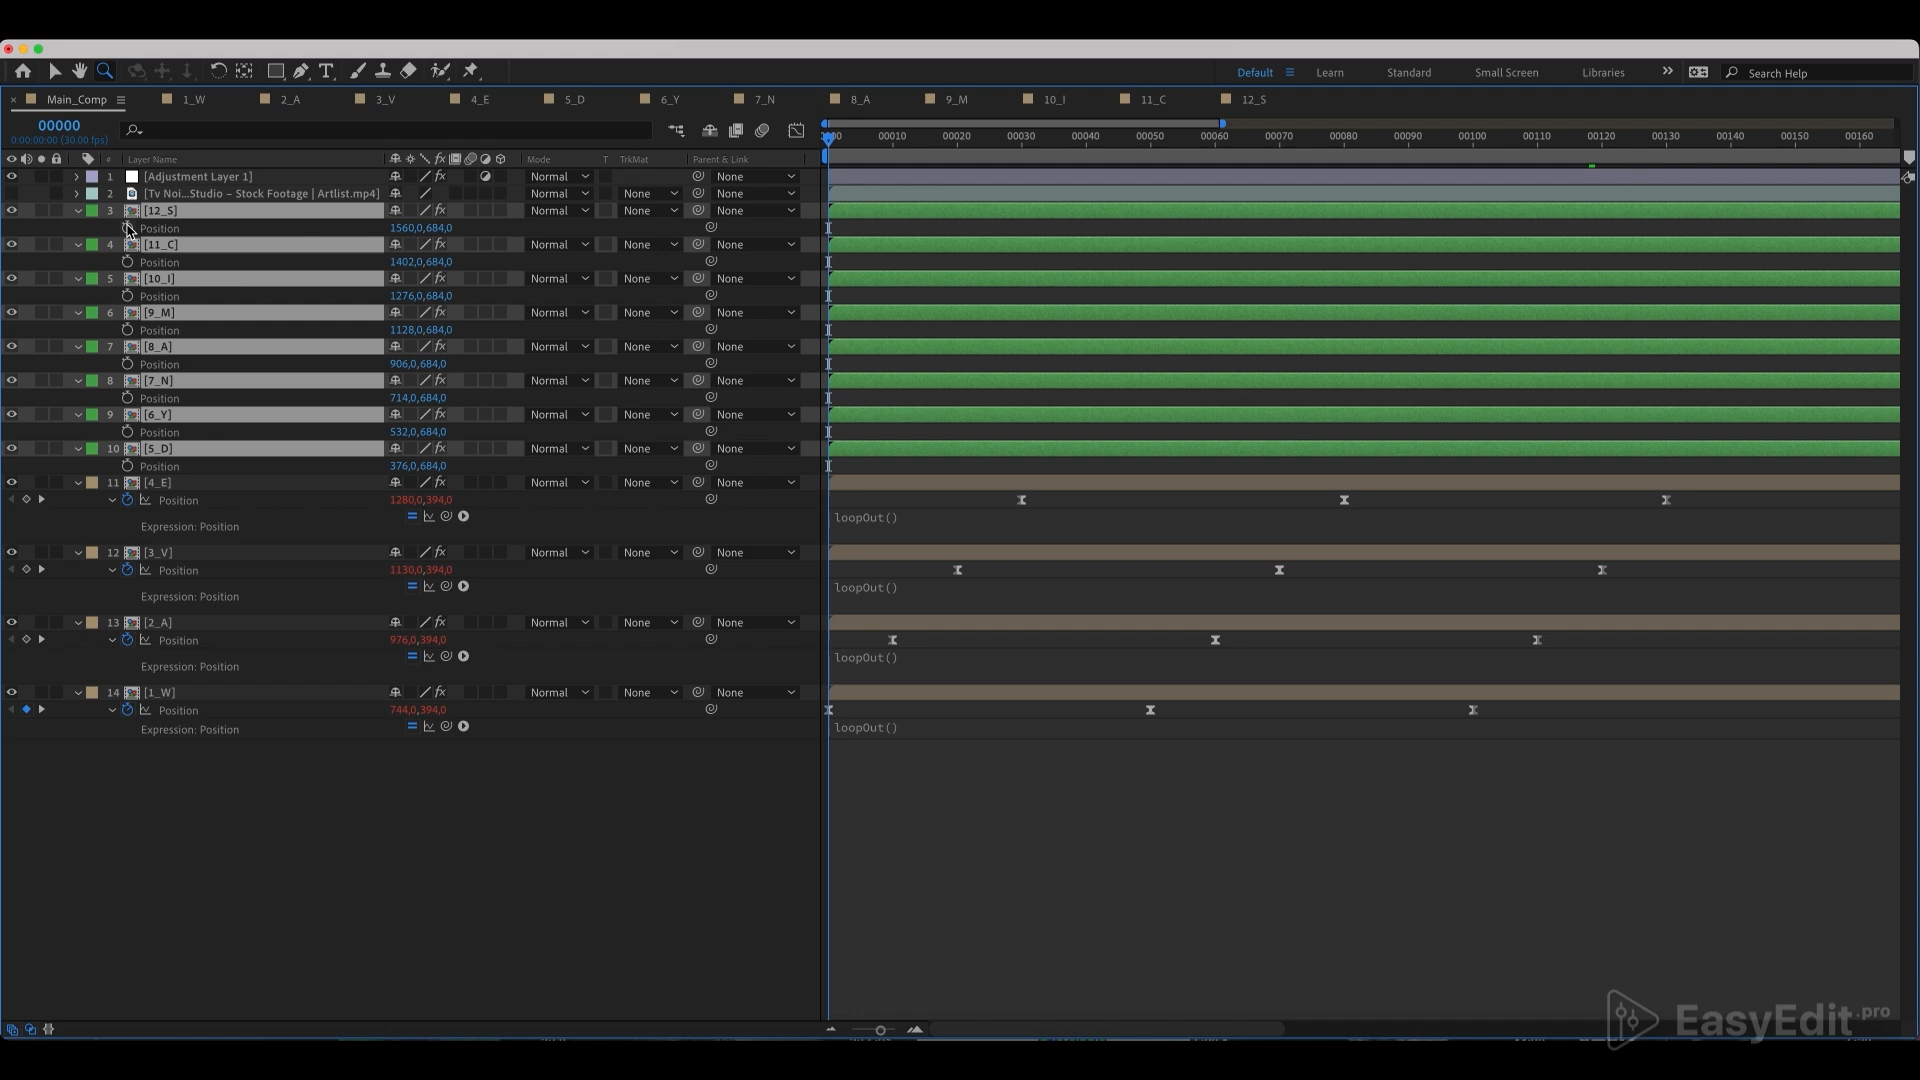 Default
Learn
Standard
Small Screen
Libraries
Search Help
Main_Comp
1_W
2_A
3_V
4_E
5_D
6_Y
7_N
8_A
9_M
10_I
11_C
12_S
00000
0:00:00:00 (30.00 fps)
00010 00020 00030 00040 00050 00060 00070 00080 00090 00100 00110 00120 00130 00140 00150 00160
# Layer Name Mode T TrkMat Parent & Link
1 [Adjustment Layer 1] Normal None
2 [Tv Noi...Studio – Stock Footage | Artlist.mp4] Normal None None
3 [12_S] Normal None None
Position 1560,0,684,0
4 [11_C] Normal None None
Position 1402,0,684,0
5 [10_I] Normal None None
Position 1276,0,684,0
6 [9_M] Normal None None
Position 1128,0,684,0
7 [8_A] Normal None None
Position 906,0,684,0
8 [7_N] Normal None None
Position 714,0,684,0
9 [6_Y] Normal None None
Position 532,0,684,0
10 [5_D] Normal None None
Position 376,0,684,0
11 [4_E] Normal None None
Position 1280,0,394,0
Expression: Position loopOut()
12 [3_V] Normal None None
Position 1130,0,394,0
Expression: Position loopOut()
13 [2_A] Normal None None
Position 976,0,394,0
Expression: Position loopOut()
14 [1_W] Normal None None
Position 744,0,394,0
Expression: Position loopOut()
EasyEdit.pro